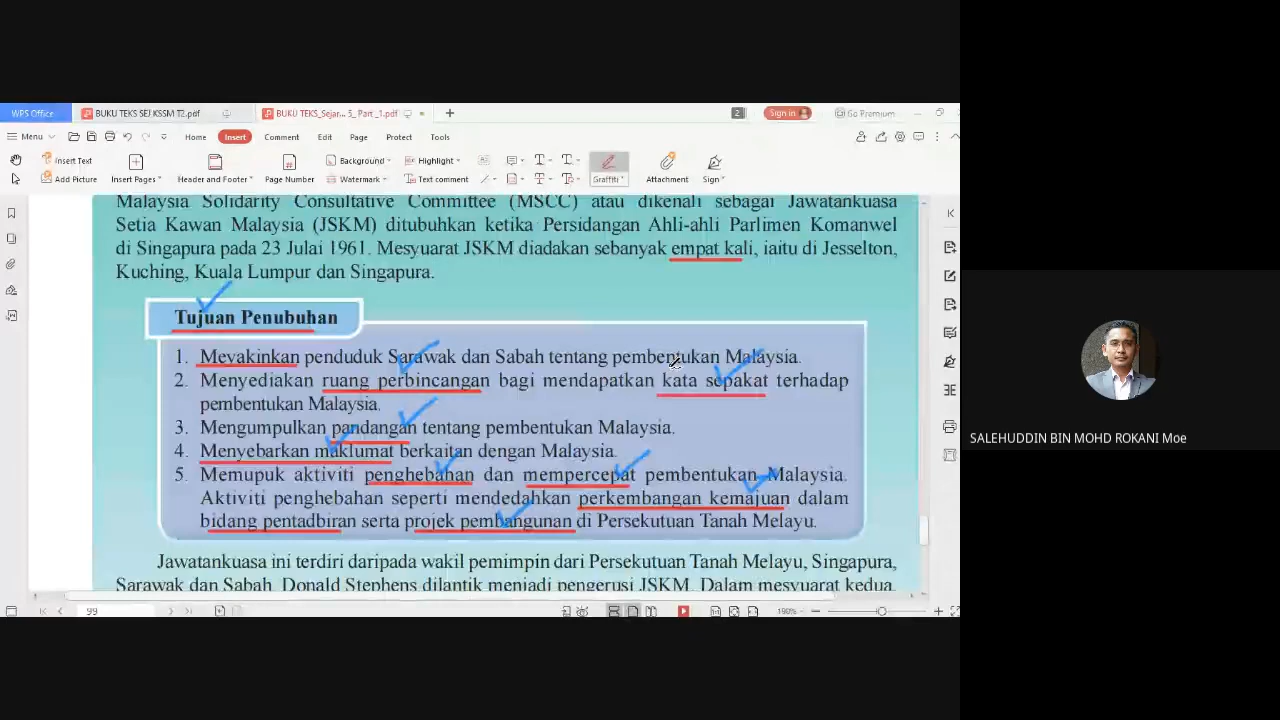 WPS Office
BUKU TEKS SEJ KSSM T2.pdf
BUKU TEKS_Sejar... 5_ Part _1.pdf
2
Sign in
Go Premium
Menu
Home
Insert
Comment
Edit
Page
Protect
Tools
Insert Text
Add Picture
Insert Pages
Header and Footer
Page Number
Background
Watermark
Highlight
Text comment
Graffiti
Attachment
Sign
Malaysia Solidarity Consultative Committee (MSCC) atau dikenali sebagai Jawatankuasa
Setia Kawan Malaysia (JSKM) ditubuhkan ketika Persidangan Ahli-ahli Parlimen Komanwel
di Singapura pada 23 Julai 1961. Mesyuarat JSKM diadakan sebanyak empat kali, iaitu di Jesselton,
Kuching, Kuala Lumpur dan Singapura.
Tujuan Penubuhan
1. Meyakinkan penduduk Sarawak dan Sabah tentang pembentukan Malaysia.
2. Menyediakan ruang perbincangan bagi mendapatkan kata sepakat terhadap
pembentukan Malaysia.
3. Mengumpulkan pandangan tentang pembentukan Malaysia.
4. Menyebarkan maklumat berkaitan dengan Malaysia.
5. Memupuk aktiviti penghebahan dan mempercepat pembentukan Malaysia.
Aktiviti penghebahan seperti mendedahkan perkembangan kemajuan dalam
bidang pentadbiran serta projek pembangunan di Persekutuan Tanah Melayu.
Jawatankuasa ini terdiri daripada wakil pemimpin dari Persekutuan Tanah Melayu, Singapura,
Sarawak dan Sabah. Donald Stephens dilantik menjadi pengerusi JSKM. Dalam mesyuarat kedua,
99
190%
SALEHUDDIN BIN MOHD ROKANI Moe